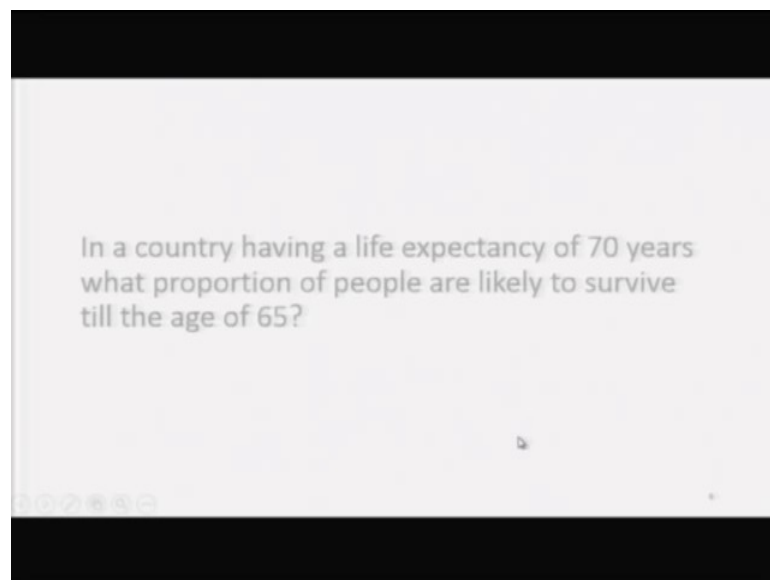 In a country having a life expectancy of 70 years
what proportion of people are likely to survive
till the age of 65?